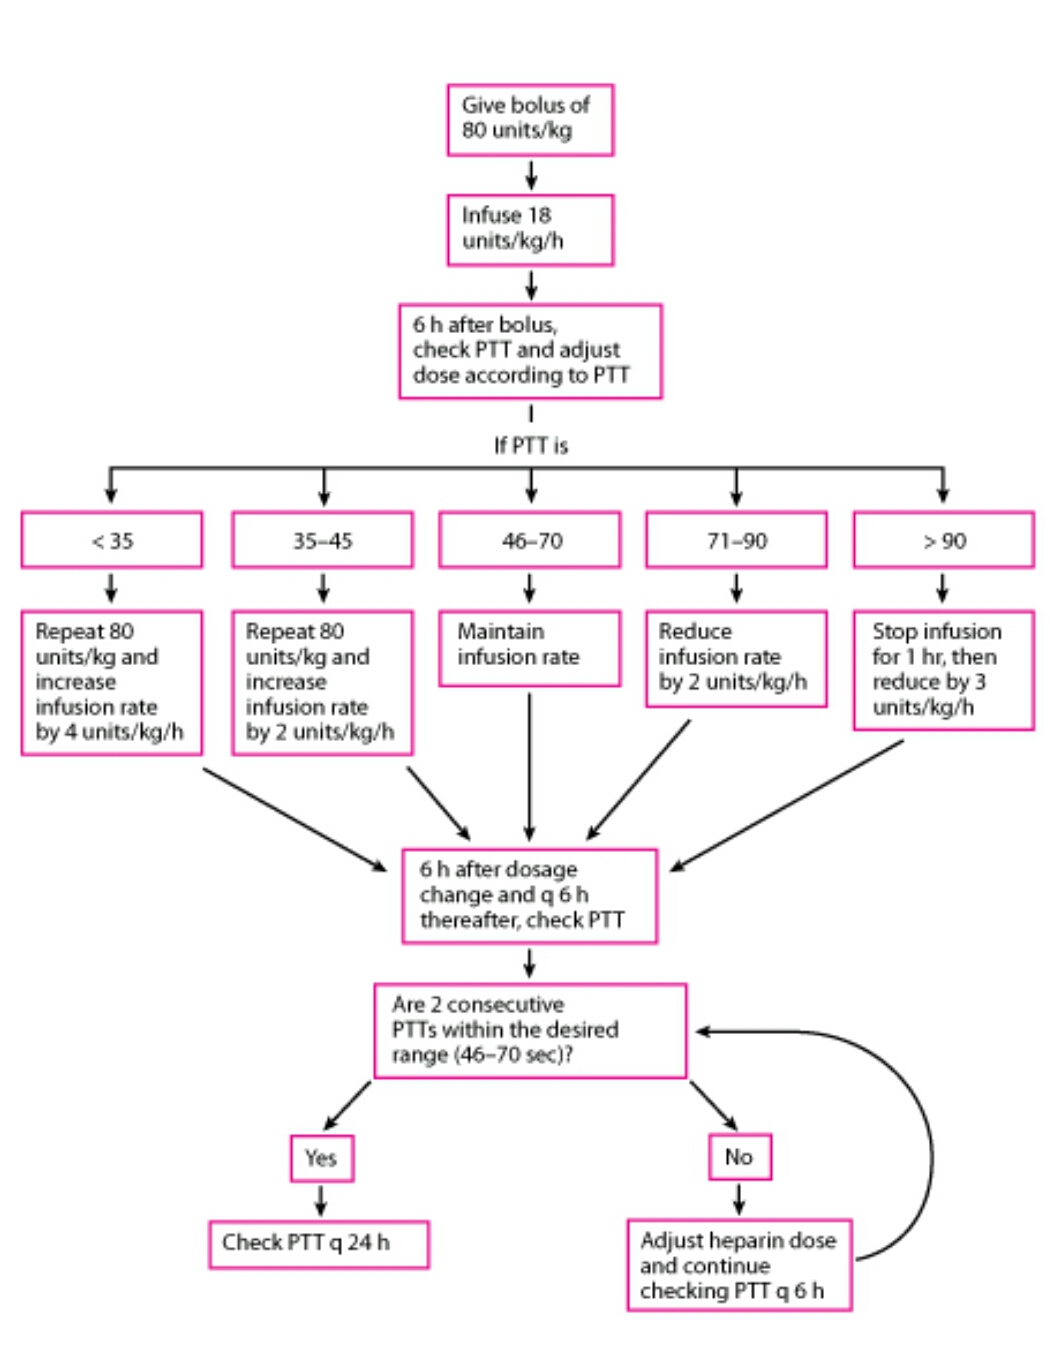 Give bolus of
80 units/kg
Infuse 18
units/kg/h
6 h after bolus,
check PTT and adjust
dose according to PTT
If PTT is
< 35
35–45
46–70
71–90
> 90
Repeat 80
units/kg and
increase
infusion rate
by 4 units/kg/h
Repeat 80
units/kg and
increase
infusion rate
by 2 units/kg/h
Maintain
infusion rate
Reduce
infusion rate
by 2 units/kg/h
Stop infusion
for 1 hr, then
reduce by 3
units/kg/h
6 h after dosage
change and q 6 h
thereafter, check PTT
Are 2 consecutive
PTTs within the desired
range (46–70 sec)?
Yes
No
Check PTT q 24 h
Adjust heparin dose
and continue
checking PTT q 6 h